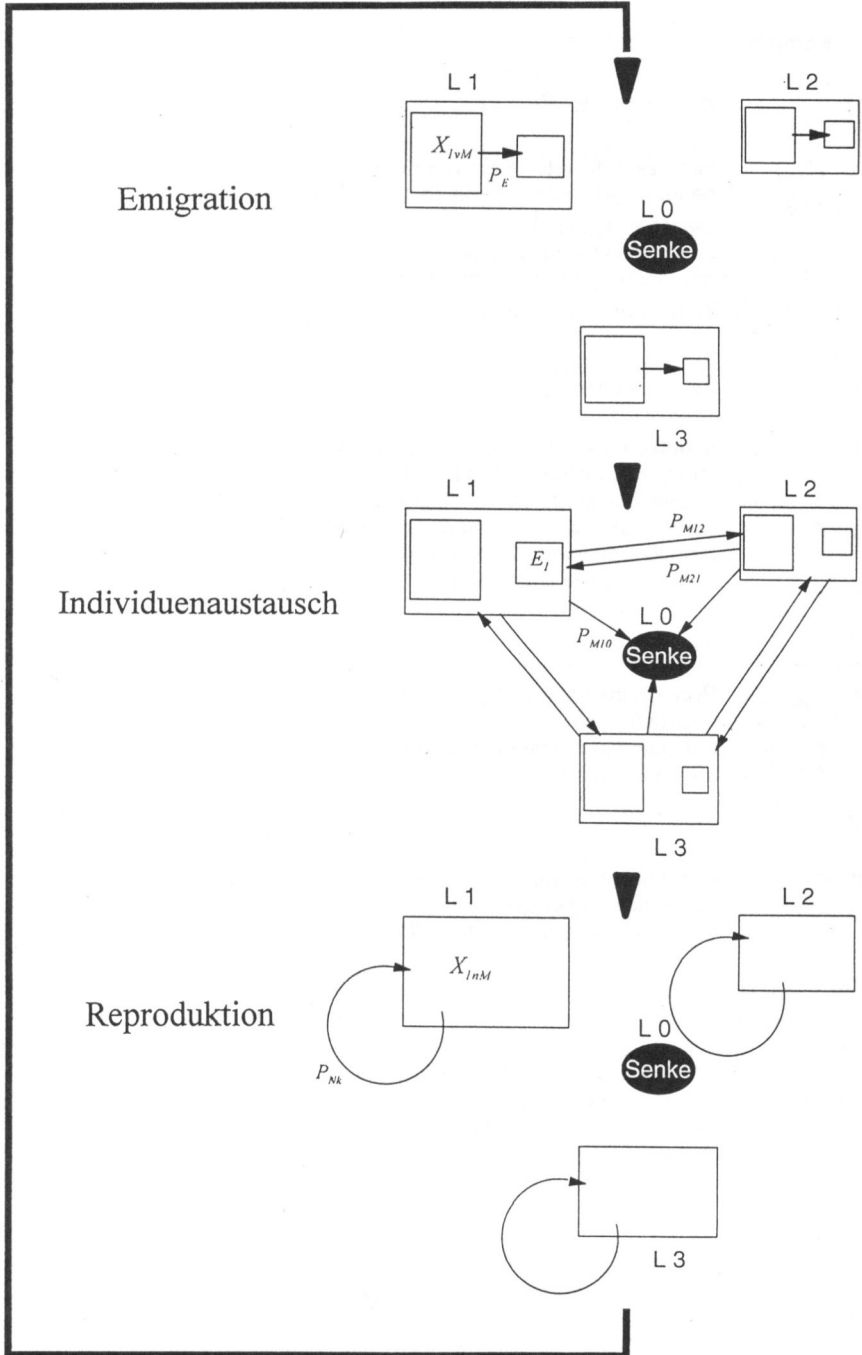 L 1
L 2
X1vM
PE
Emigration
L 0
Senke
L 3
L 1
L 2
PM12
E1
PM21
Individuenaustausch
L 0
PM10
Senke
L 3
L 1
L 2
X1nM
Reproduktion
L 0
Senke
PNk
L 3